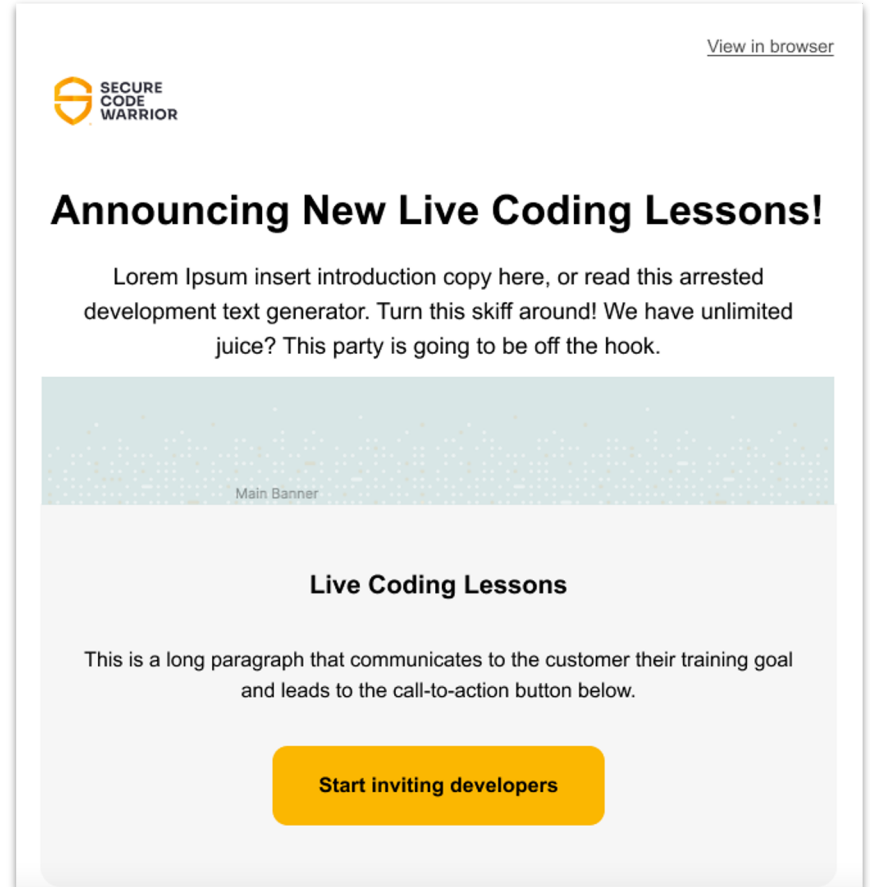 View in browser
SECURE
CODE
WARRIOR
Announcing New Live Coding Lessons!
Lorem Ipsum insert introduction copy here, or read this arrested
development text generator. Turn this skiff around! We have unlimited
juice? This party is going to be off the hook.
Main Banner
Live Coding Lessons
This is a long paragraph that communicates to the customer their training goal
and leads to the call-to-action button below.
Start inviting developers